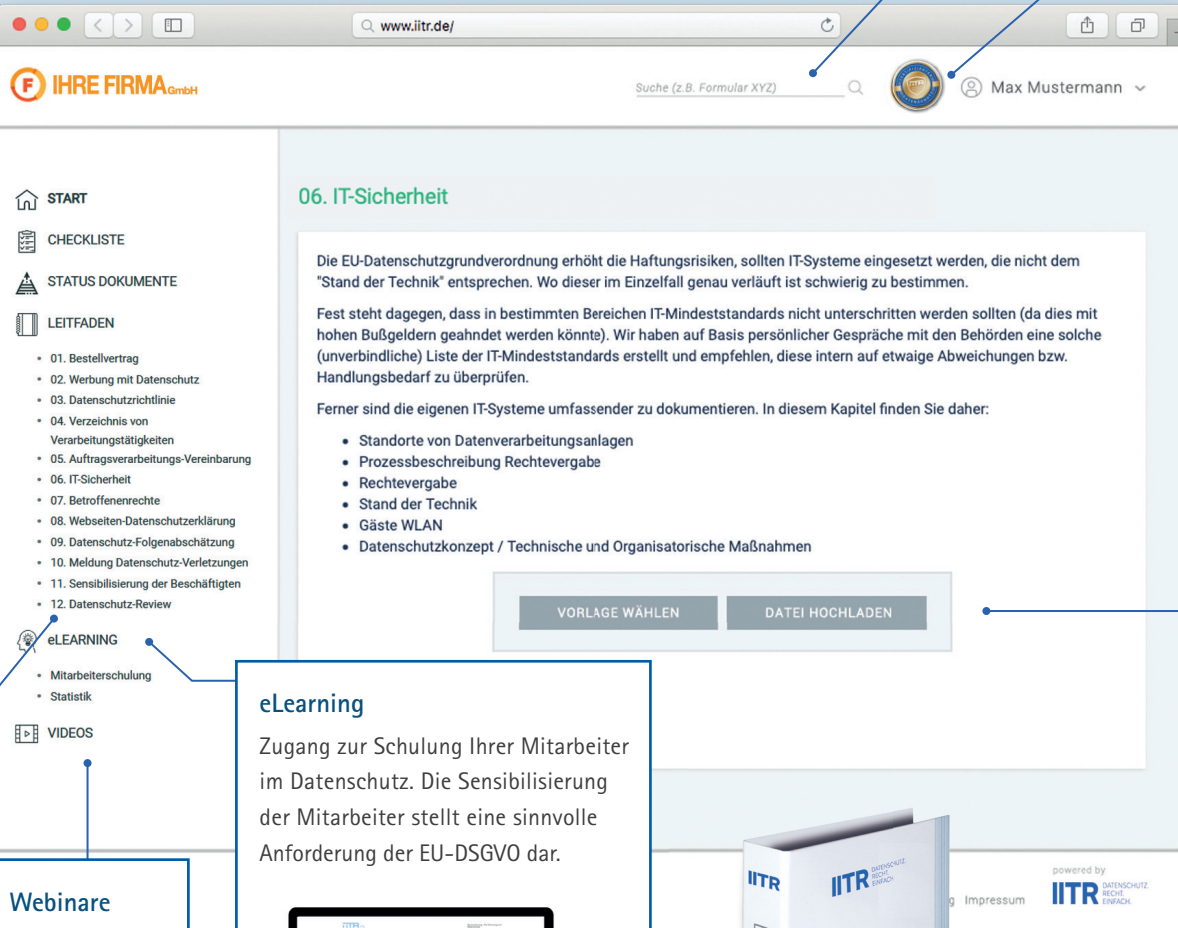 www.iitr.de/
F IHRE FIRMA GmbH
Suche (z.B. Formular XYZ)
Max Mustermann
START
CHECKLISTE
STATUS DOKUMENTE
LEITFADEN
• 01. Bestellvertrag
• 02. Werbung mit Datenschutz
• 03. Datenschutzrichtlinie
• 04. Verzeichnis von
Verarbeitungstätigkeiten
• 05. Auftragsverarbeitungs-Vereinbarung
• 06. IT-Sicherheit
• 07. Betroffenenrechte
• 08. Webseiten-Datenschutzerklärung
• 09. Datenschutz-Folgenabschätzung
• 10. Meldung Datenschutz-Verletzungen
• 11. Sensibilisierung der Beschäftigten
• 12. Datenschutz-Review
eLEARNING
• Mitarbeiterschulung
• Statistik
VIDEOS
06. IT-Sicherheit
Die EU-Datenschutzgrundverordnung erhöht die Haftungsrisiken, sollten IT-Systeme eingesetzt werden, die nicht dem
"Stand der Technik" entsprechen. Wo dieser im Einzelfall genau verläuft ist schwierig zu bestimmen.
Fest steht dagegen, dass in bestimmten Bereichen IT-Mindeststandards nicht unterschritten werden sollten (da dies mit
hohen Bußgeldern geahndet werden könnte). Wir haben auf Basis persönlicher Gespräche mit den Behörden eine solche
(unverbindliche) Liste der IT-Mindeststandards erstellt und empfehlen, diese intern auf etwaige Abweichungen bzw.
Handlungsbedarf zu überprüfen.
Ferner sind die eigenen IT-Systeme umfassender zu dokumentieren. In diesem Kapitel finden Sie daher:
• Standorte von Datenverarbeitungsanlagen
• Prozessbeschreibung Rechtevergabe
• Rechtevergabe
• Stand der Technik
• Gäste WLAN
• Datenschutzkonzept / Technische und Organisatorische Maßnahmen
VORLAGE WÄHLEN
DATEI HOCHLADEN
eLearning
Zugang zur Schulung Ihrer Mitarbeiter
im Datenschutz. Die Sensibilisierung
der Mitarbeiter stellt eine sinnvolle
Anforderung der EU-DSGVO dar.
Webinare
IITR
IITR DATENSCHUTZ.
RECHT.
EINFACH.
g Impressum
powered by
IITR DATENSCHUTZ.
RECHT.
EINFACH.